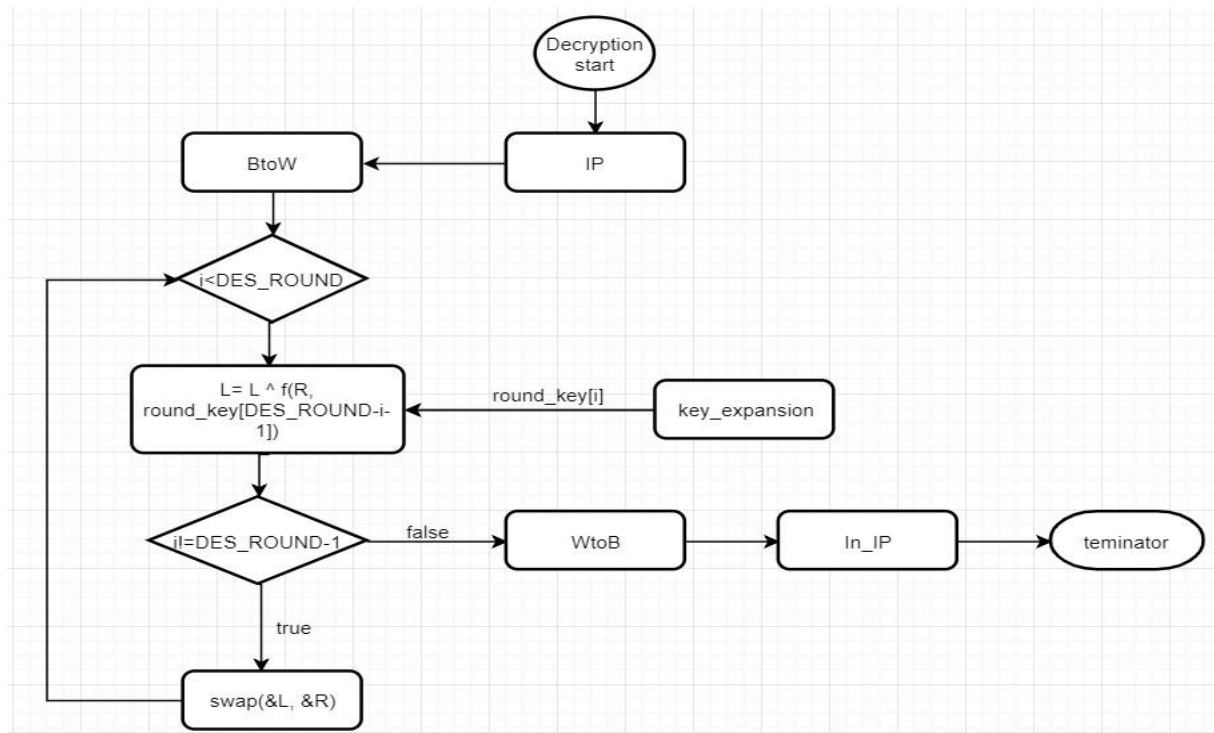 Decryption
start
IP
BtoW
i<DES_ROUND
L= L ^ f(R,
round_key[DES_ROUND-i-
1])
round_key[i]
key_expansion
i!=DES_ROUND-1
false
WtoB
In_IP
teminator
true
swap(&L, &R)